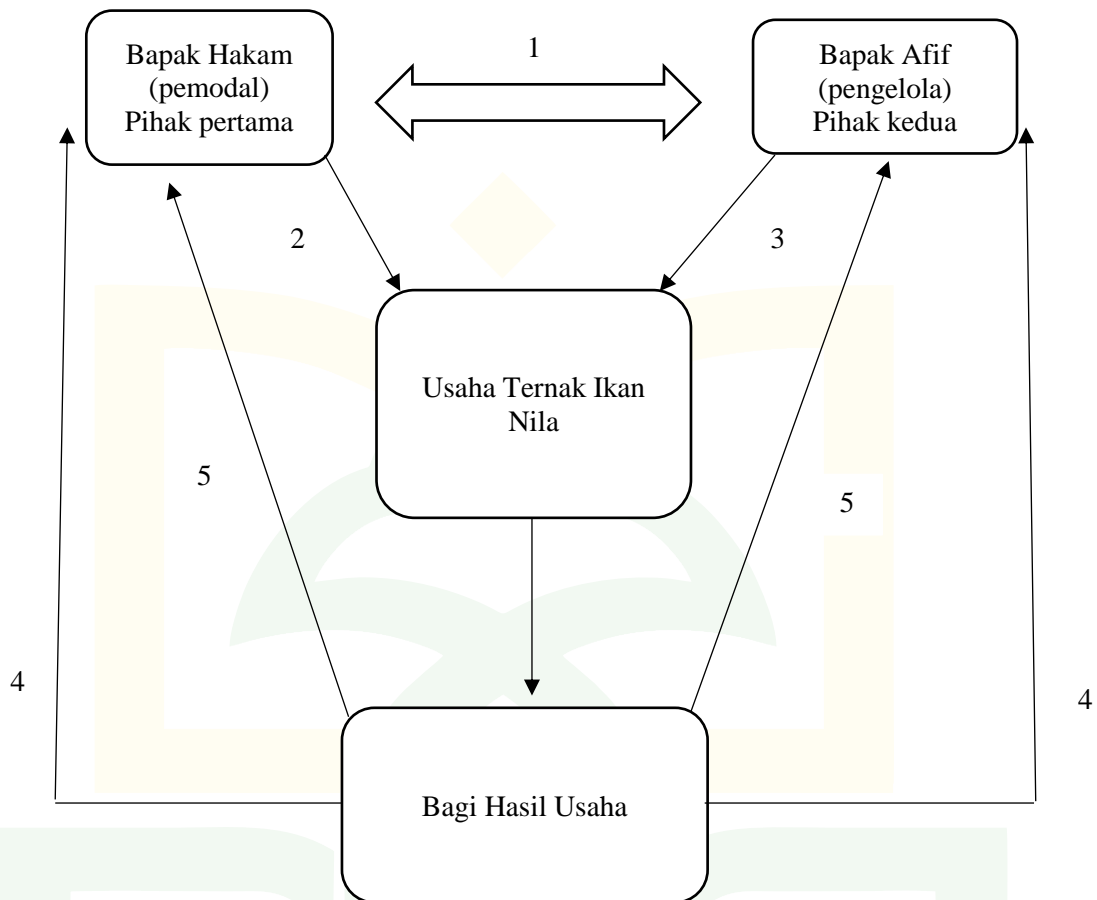 Bapak Hakam
(pemodal)
Pihak pertama
1
Bapak Afif
(pengelola)
Pihak kedua
2
3
Usaha Ternak Ikan
Nila
5
5
4
4
Bagi Hasil Usaha